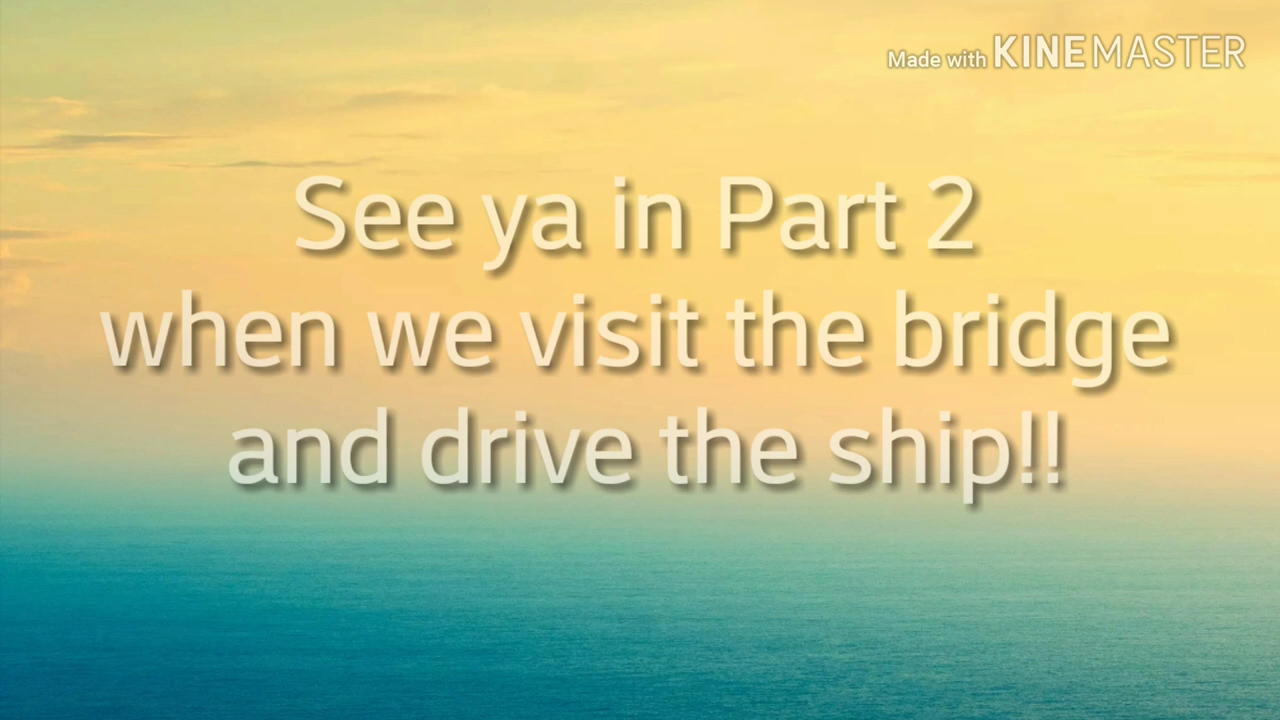 Made with KINEMASTER
See ya in Part 2
when we visit the bridge
and drive the ship!!